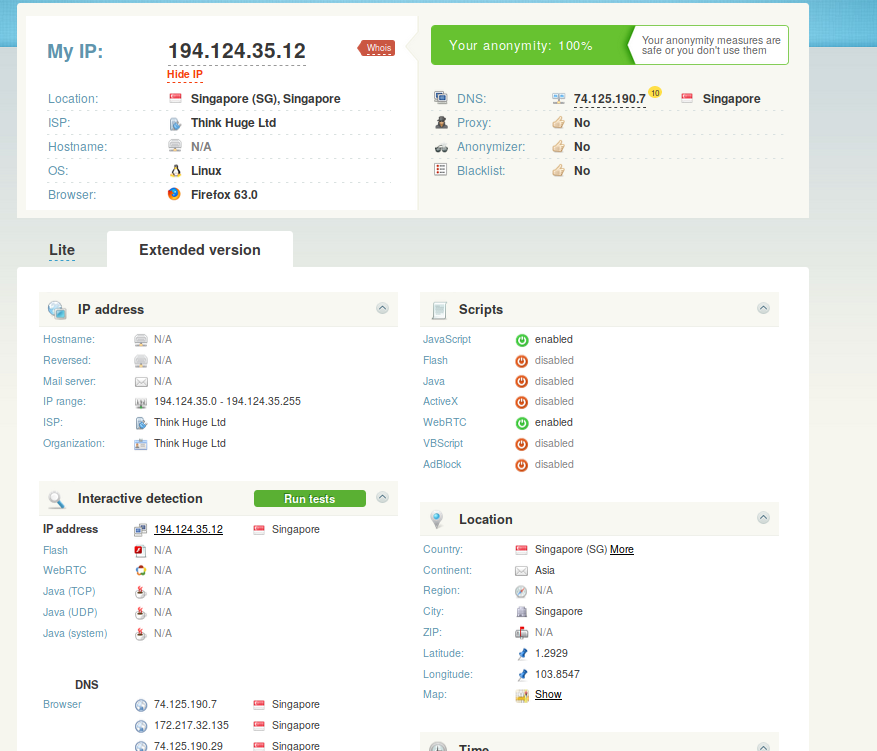 My IP: 194.124.35.12 Whois
Hide IP
Location: Singapore (SG), Singapore
ISP: Think Huge Ltd
Hostname: N/A
OS: Linux
Browser: Firefox 63.0
Your anonymity: 100%
Your anonymity measures are
safe or you don't use them
DNS: 74.125.190.7 10 Singapore
Proxy: No
Anonymizer: No
Blacklist: No
Lite Extended version
IP address
Hostname: N/A
Reversed: N/A
Mail server: N/A
IP range: 194.124.35.0 - 194.124.35.255
ISP: Think Huge Ltd
Organization: Think Huge Ltd
Interactive detection Run tests
IP address 194.124.35.12 Singapore
Flash N/A
WebRTC N/A
Java (TCP) N/A
Java (UDP) N/A
Java (system) N/A
DNS
Browser 74.125.190.7 Singapore
172.217.32.135 Singapore
74.125.190.29 Singapore
Scripts
JavaScript enabled
Flash disabled
Java disabled
ActiveX disabled
WebRTC enabled
VBScript disabled
AdBlock disabled
Location
Country: Singapore (SG) More
Continent: Asia
Region: N/A
City: Singapore
ZIP: N/A
Latitude: 1.2929
Longitude: 103.8547
Map: Show
Time